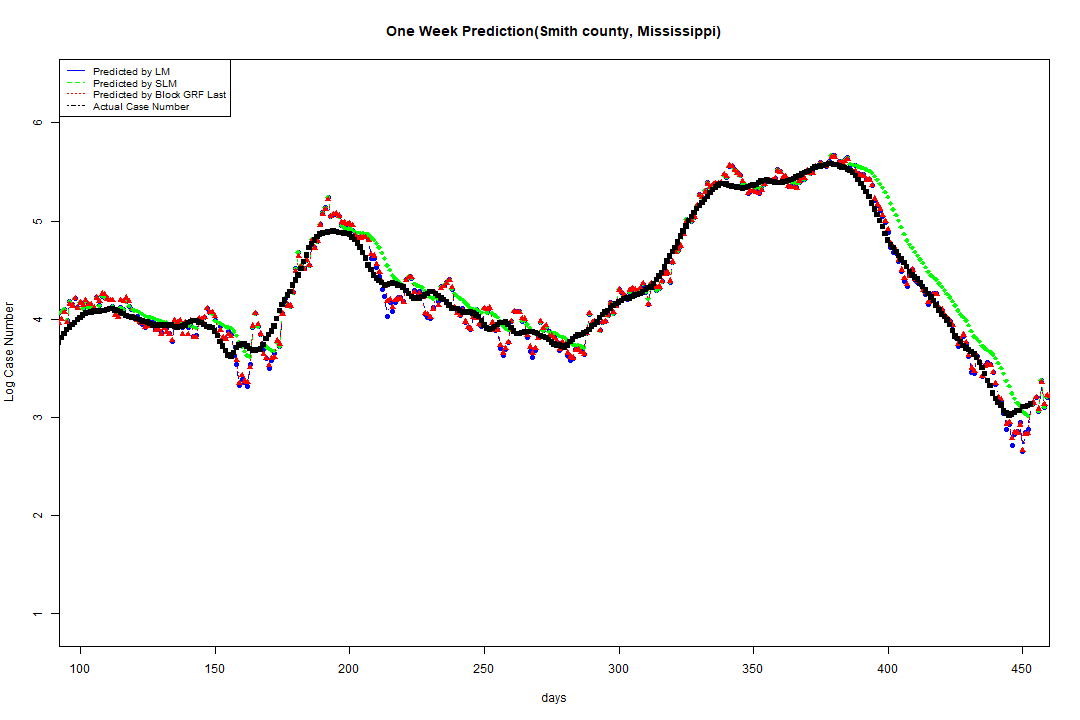 One Week Prediction(Smith county, Mississippi)
Predicted by LM
Predicted by SLM
Predicted by Block GRF Last
Actual Case Number
Log Case Number
6
5
4
3
2
1
100 150 200 250 300 350 400 450
days